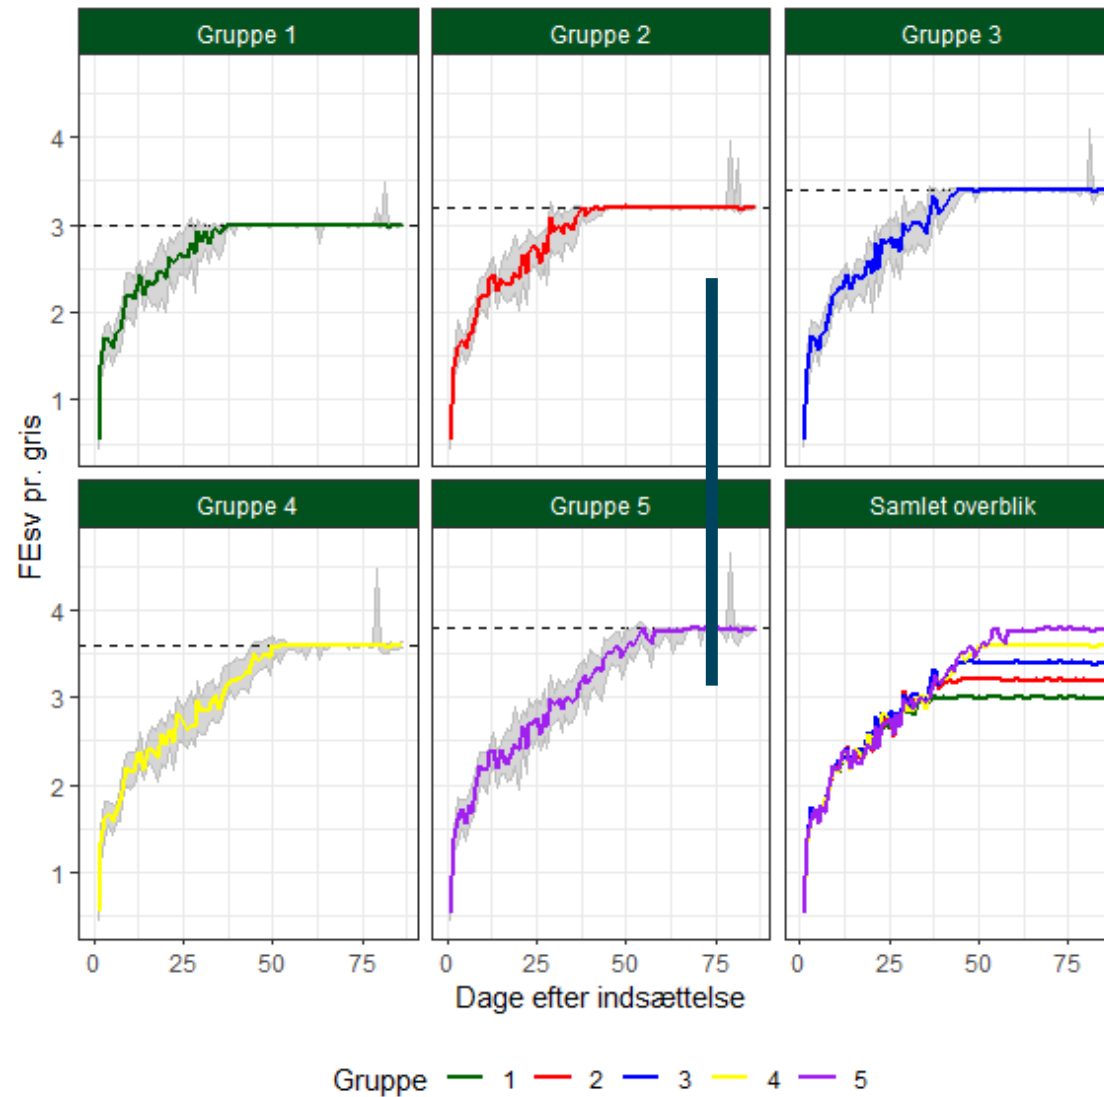 Gruppe 1
Gruppe 2
Gruppe 3
4
3
2
1
FEsv pr. gris
Gruppe 4
Gruppe 5
Samlet overblik
4
3
2
1
0 25 50 75
0 25 50 75
0 25 50 75
Dage efter indsættelse
Gruppe 1 2 3 4 5